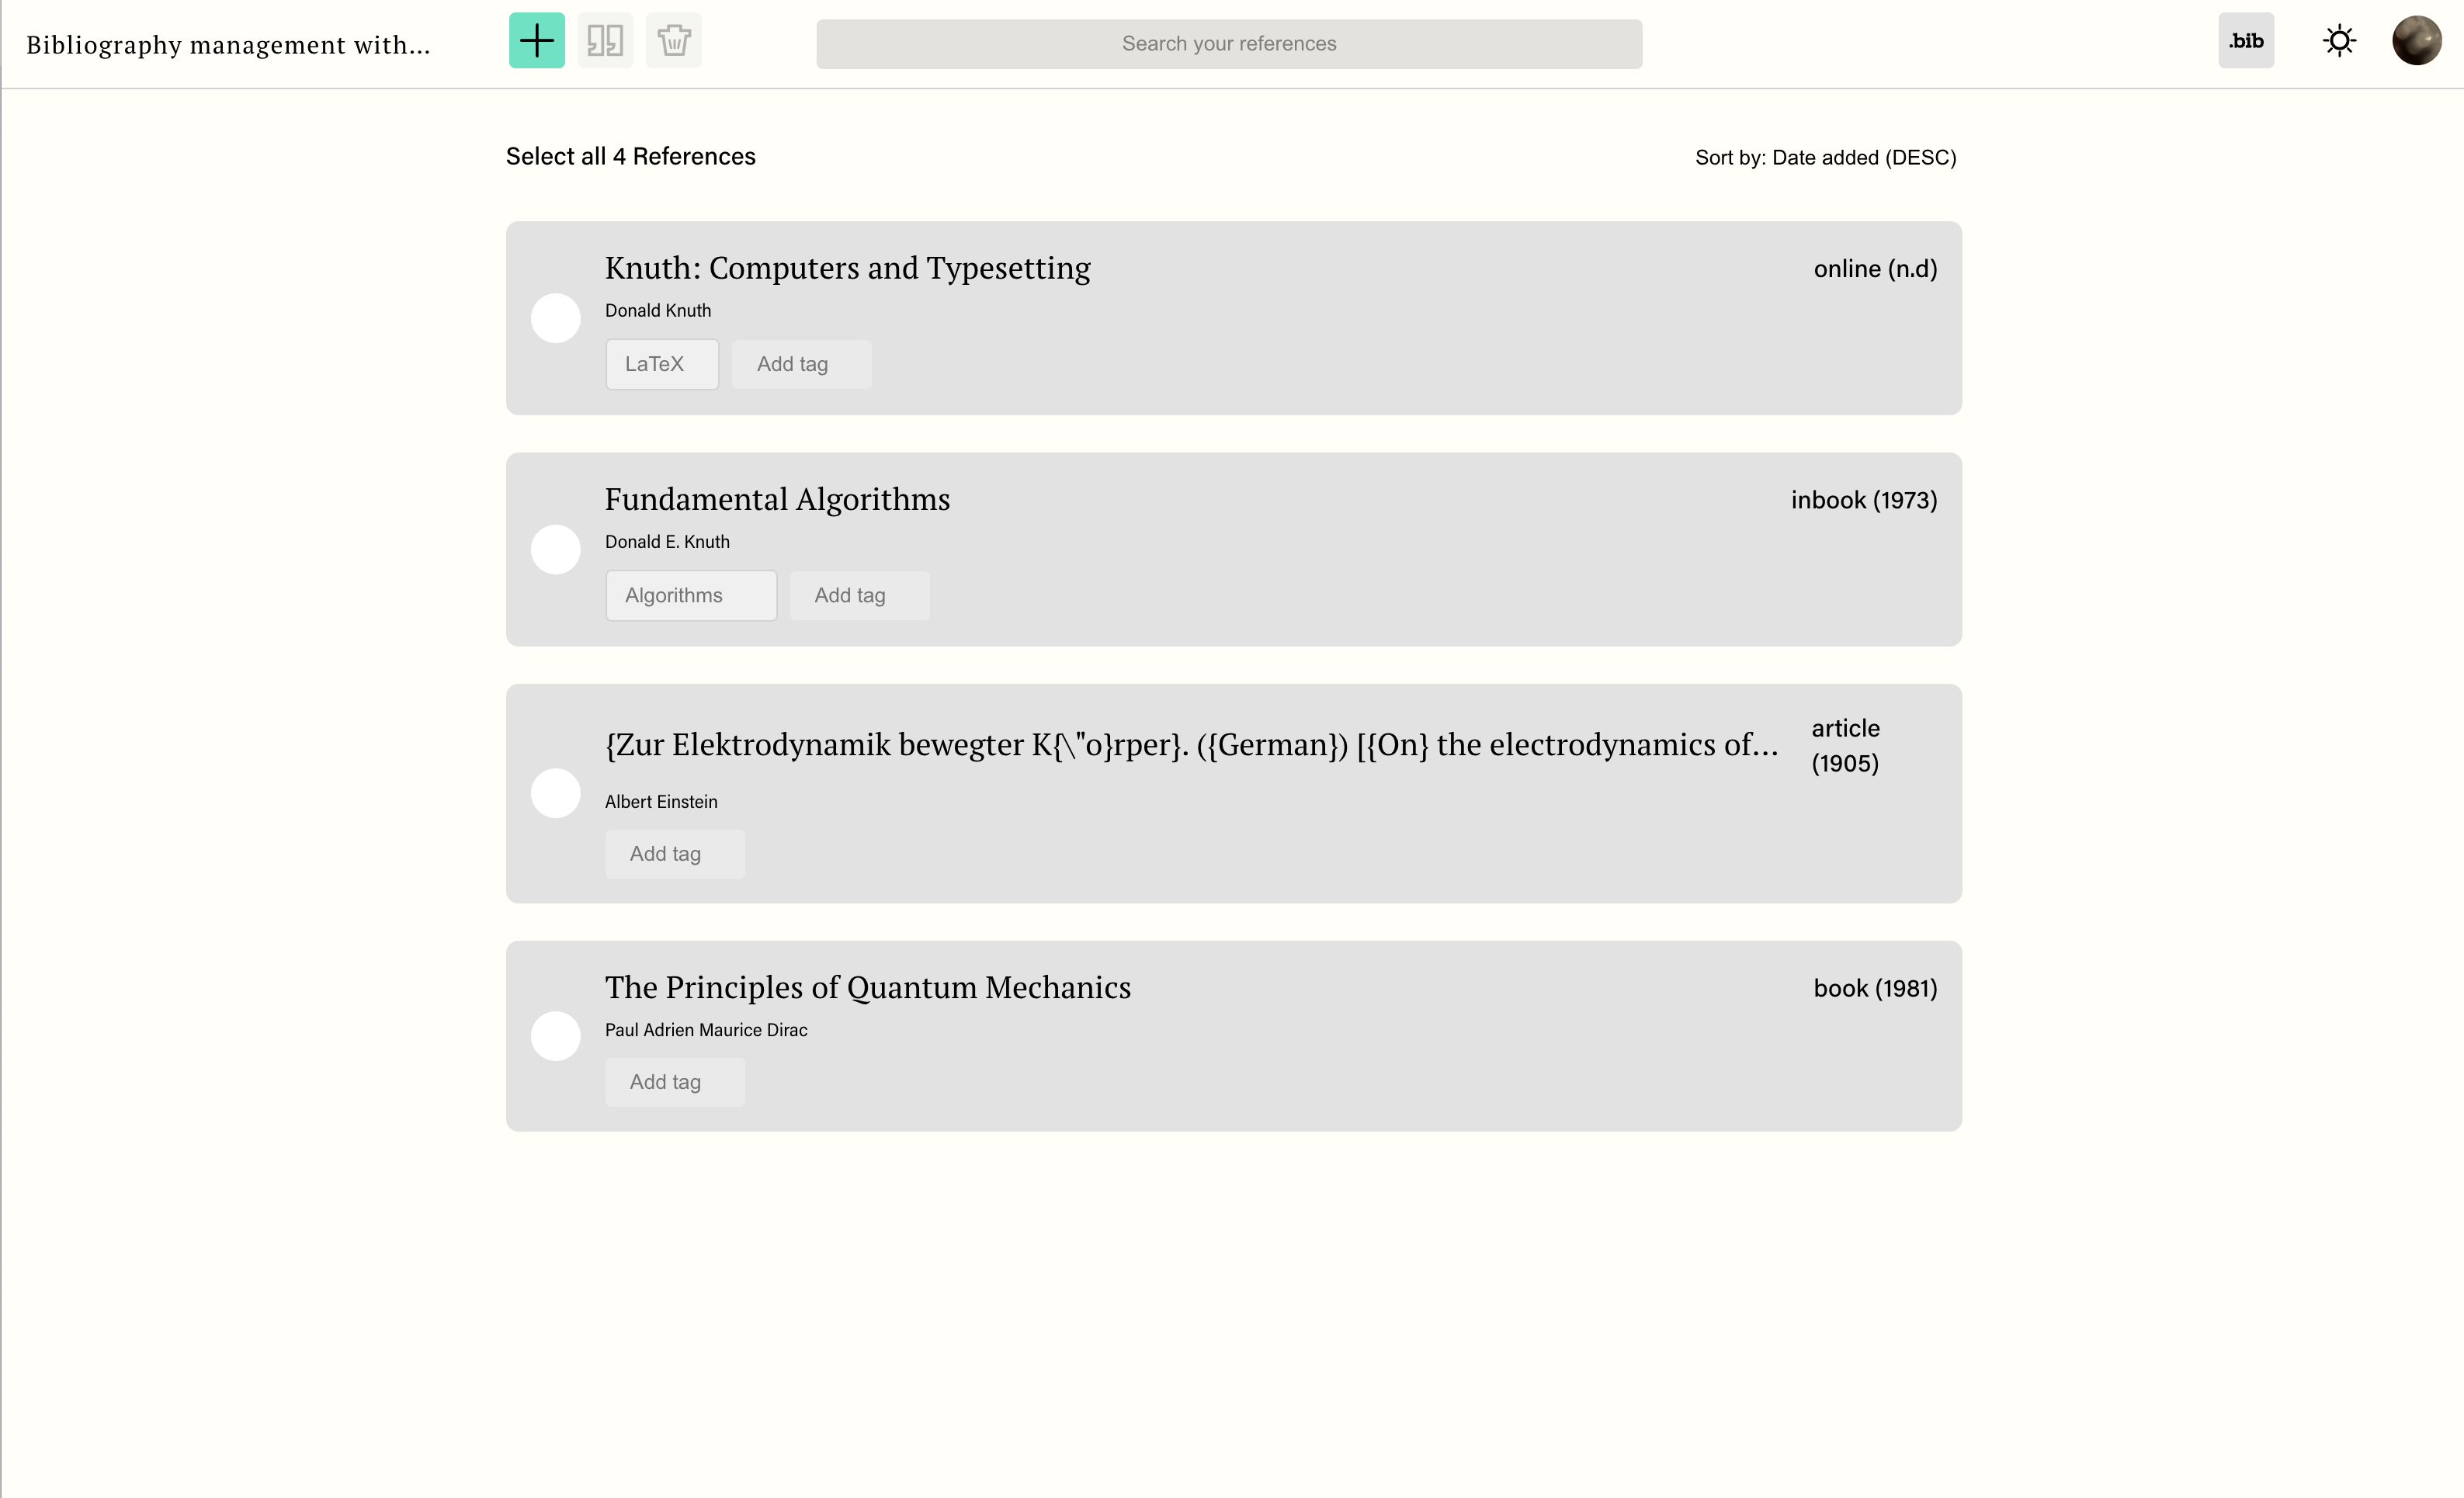 Bibliography management with...
Search your references
.bib
Select all 4 References
Sort by: Date added (DESC)
Knuth: Computers and Typesetting
online (n.d)
Donald Knuth
LaTeX
Add tag
Fundamental Algorithms
inbook (1973)
Donald E. Knuth
Algorithms
Add tag
{Zur Elektrodynamik bewegter K{\"o}rper}. ({German}) [{On} the electrodynamics of...
article
(1905)
Albert Einstein
Add tag
The Principles of Quantum Mechanics
book (1981)
Paul Adrien Maurice Dirac
Add tag